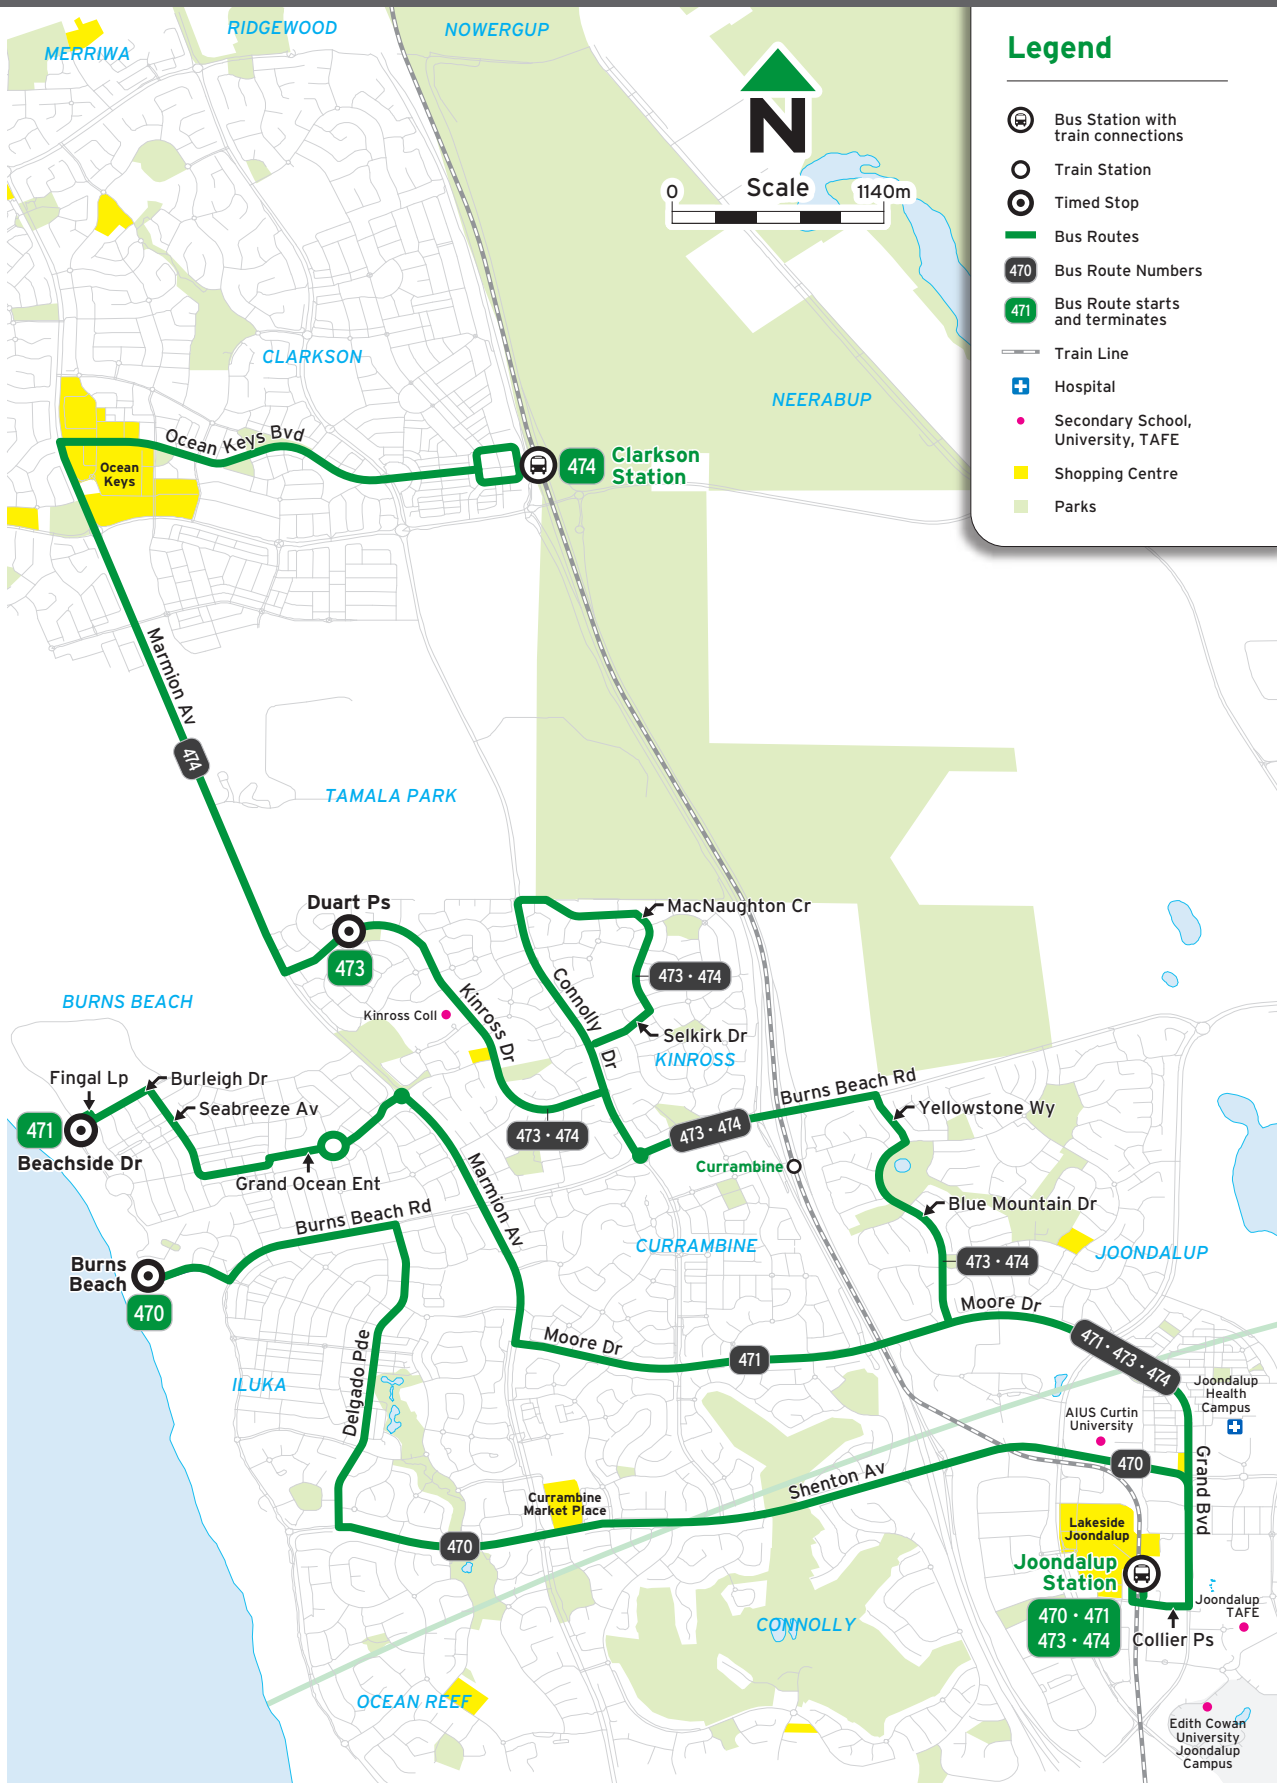 MERRIWA
RIDGEWOOD
NOWERGUP
Legend
Bus Station with
train connections
Train Station
Timed Stop
Bus Routes
470
Bus Route Numbers
471
Bus Route starts
and terminates
Train Line
Hospital
Secondary School,
University, TAFE
Shopping Centre
Parks
N
0
Scale
1140m
CLARKSON
NEERABUP
Ocean Keys Bvd
Ocean
Keys
474
Clarkson
Station
Marmion Av
474
TAMALA PARK
Duart Ps
473
MacNaughton Cr
473 · 474
BURNS BEACH
Kinross Coll
Kinross Dr
Connolly Dr
Selkirk Dr
KINROSS
Fingal Lp
Burleigh Dr
Seabreeze Av
Burns Beach Rd
Yellowstone Wy
471
Beachside Dr
473 · 474
473 · 474
Currambine
Grand Ocean Ent
Marmion Av
Burns Beach Rd
Blue Mountain Dr
CURRAMBINE
JOONDALUP
Burns
Beach
470
473 · 474
Moore Dr
Moore Dr
471
471 · 473 · 474
ILUKA
Delgado Pde
Joondalup
Health
Campus
AIUS Curtin
University
470
Grand Bvd
Shenton Av
Currambine
Market Place
470
Lakeside
Joondalup
Joondalup
Station
470 · 471
473 · 474
Joondalup
TAFE
Collier Ps
CONNOLLY
OCEAN REEF
Edith Cowan
University
Joondalup
Campus